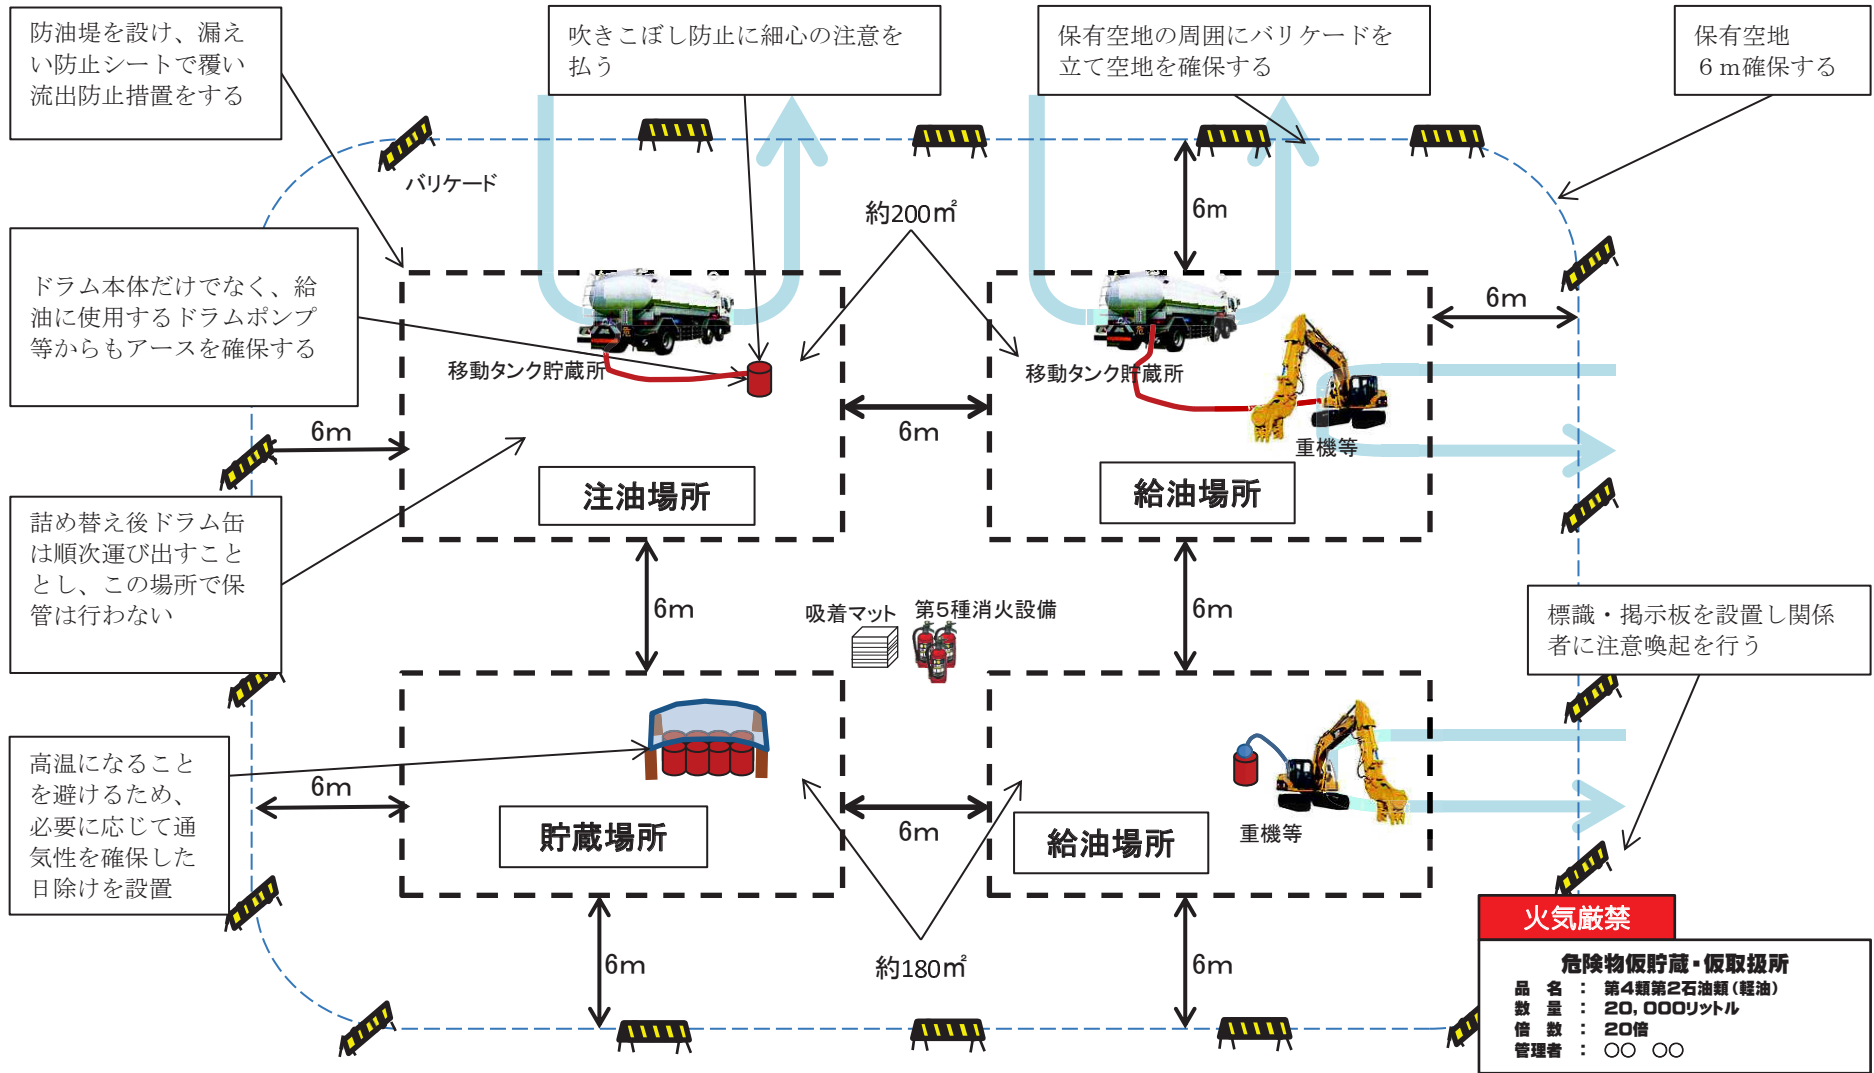 防油堤を設け、漏え
い防止シートで覆い
流出防止措置をする
吹きこぼし防止に細心の注意を
払う
保有空地の周囲にバリケードを
立て空地を確保する
保有空地
６ｍ確保する
バリケード
約200㎡
6m
6m
ドラム本体だけでなく、給
油に使用するドラムポンプ
等からもアースを確保する
移動タンク貯蔵所
移動タンク貯蔵所
危
危
6m
6m
重機等
注油場所
給油場所
詰め替え後ドラム缶
は順次運び出すこと
とし、この場所で保
管は行わない
6m
吸着マット
第5種消火設備
6m
標識・掲示板を設置し関係
者に注意喚起を行う
高温になること
を避けるため、
必要に応じて通
気性を確保した
日除けを設置
6m
6m
重機等
貯蔵場所
給油場所
6m
約180㎡
6m
火気厳禁
危険物仮貯蔵・仮取扱所
品　名　：　第4類第2石油類（軽油）
数　量　：　20,000リットル
倍　数　：　20倍
管理者　：　○○　○○